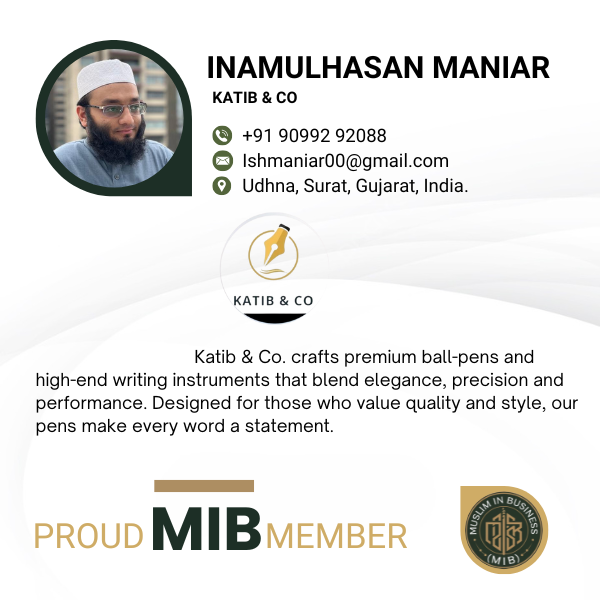 INAMULHASAN MANIAR
KATIB & CO
+91 90992 92088
Ishmaniar00@gmail.com
Udhna, Surat, Gujarat, India.
KATIB & CO
Katib & Co. crafts premium ball-pens and
high-end writing instruments that blend elegance, precision and
performance. Designed for those who value quality and style, our
pens make every word a statement.
PROUD MIB MEMBER
MUSLIM IN BUSINESS
(MIB)